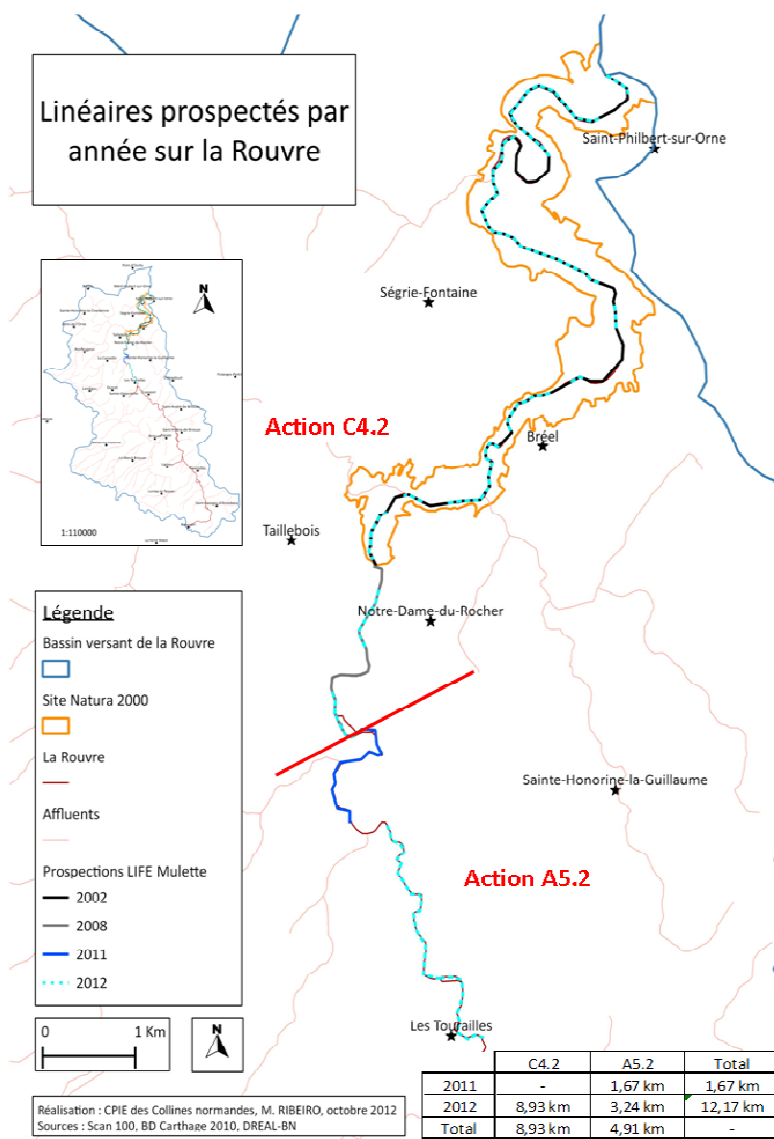 Linéaires prospectés par
année sur la Rouvre
Saint-Philbert-sur-Orne
N
Ségrie-Fontaine
Action C4.2
Bréel
1:110000
Taillebois
Légende
Bassin versant de la Rouvre
Notre-Dame-du-Rocher
Site Natura 2000
La Rouvre
Sainte-Honorine-la-Guillaume
Affluents
Prospections LIFE Mulette
Action A5.2
2002
2008
2011
2012
0 1 Km
N
Les Tourailles
C4.2 A5.2 Total
2011 - 1,67 km 1,67 km
2012 8,93 km 3,24 km 12,17 km
Total 8,93 km 4,91 km -
Réalisation : CPIE des Collines normandes, M. RIBEIRO, octobre 2012
Sources : Scan 100, BD Carthage 2010, DREAL-BN